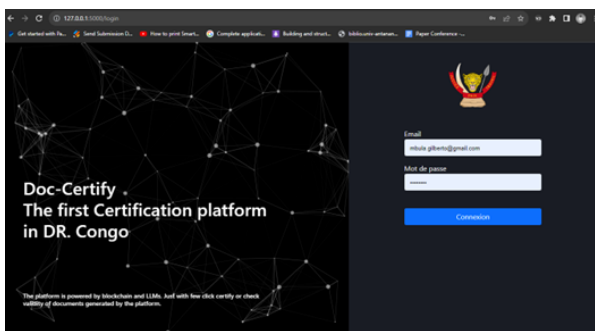 127.0.0.1:5000/login
Get started with Pa... Send Submission D... How to print Smart... Complete applicati... Building and struct... Paper Conference -...
Email
mbula gilberto@gmail.com
Mot de passe
Connexion
Doc-Certify
The first Certification platform
in DR. Congo
The platform is powered by blockchain and LLMs. Just with few click certify or check
validity of documents generated by the platform.